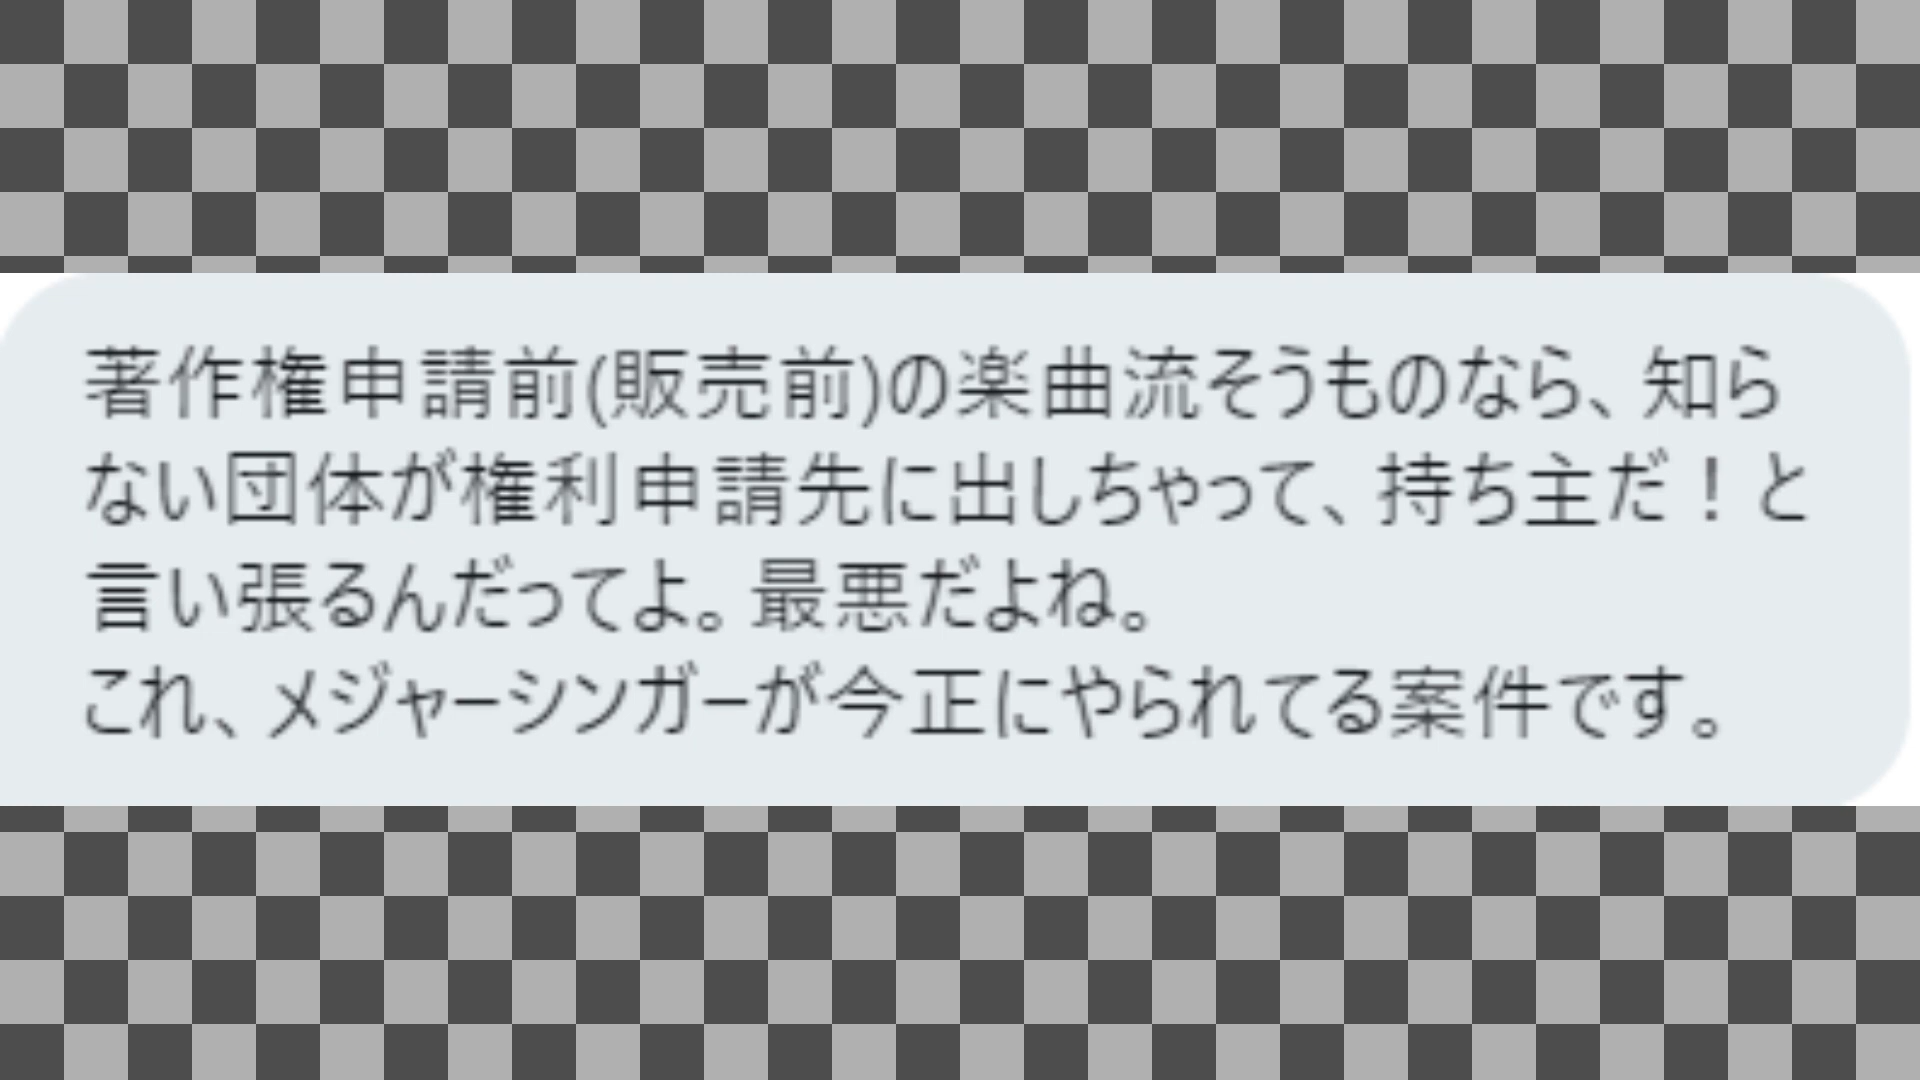 著作権申請前(販売前)の楽曲流そうものなら、知ら
ない団体が権利申請先に出しちゃって、持ち主だ！と
言い張るんだってよ。最悪だよね。
これ、メジャーシンガーが今正にやられてる案件です。